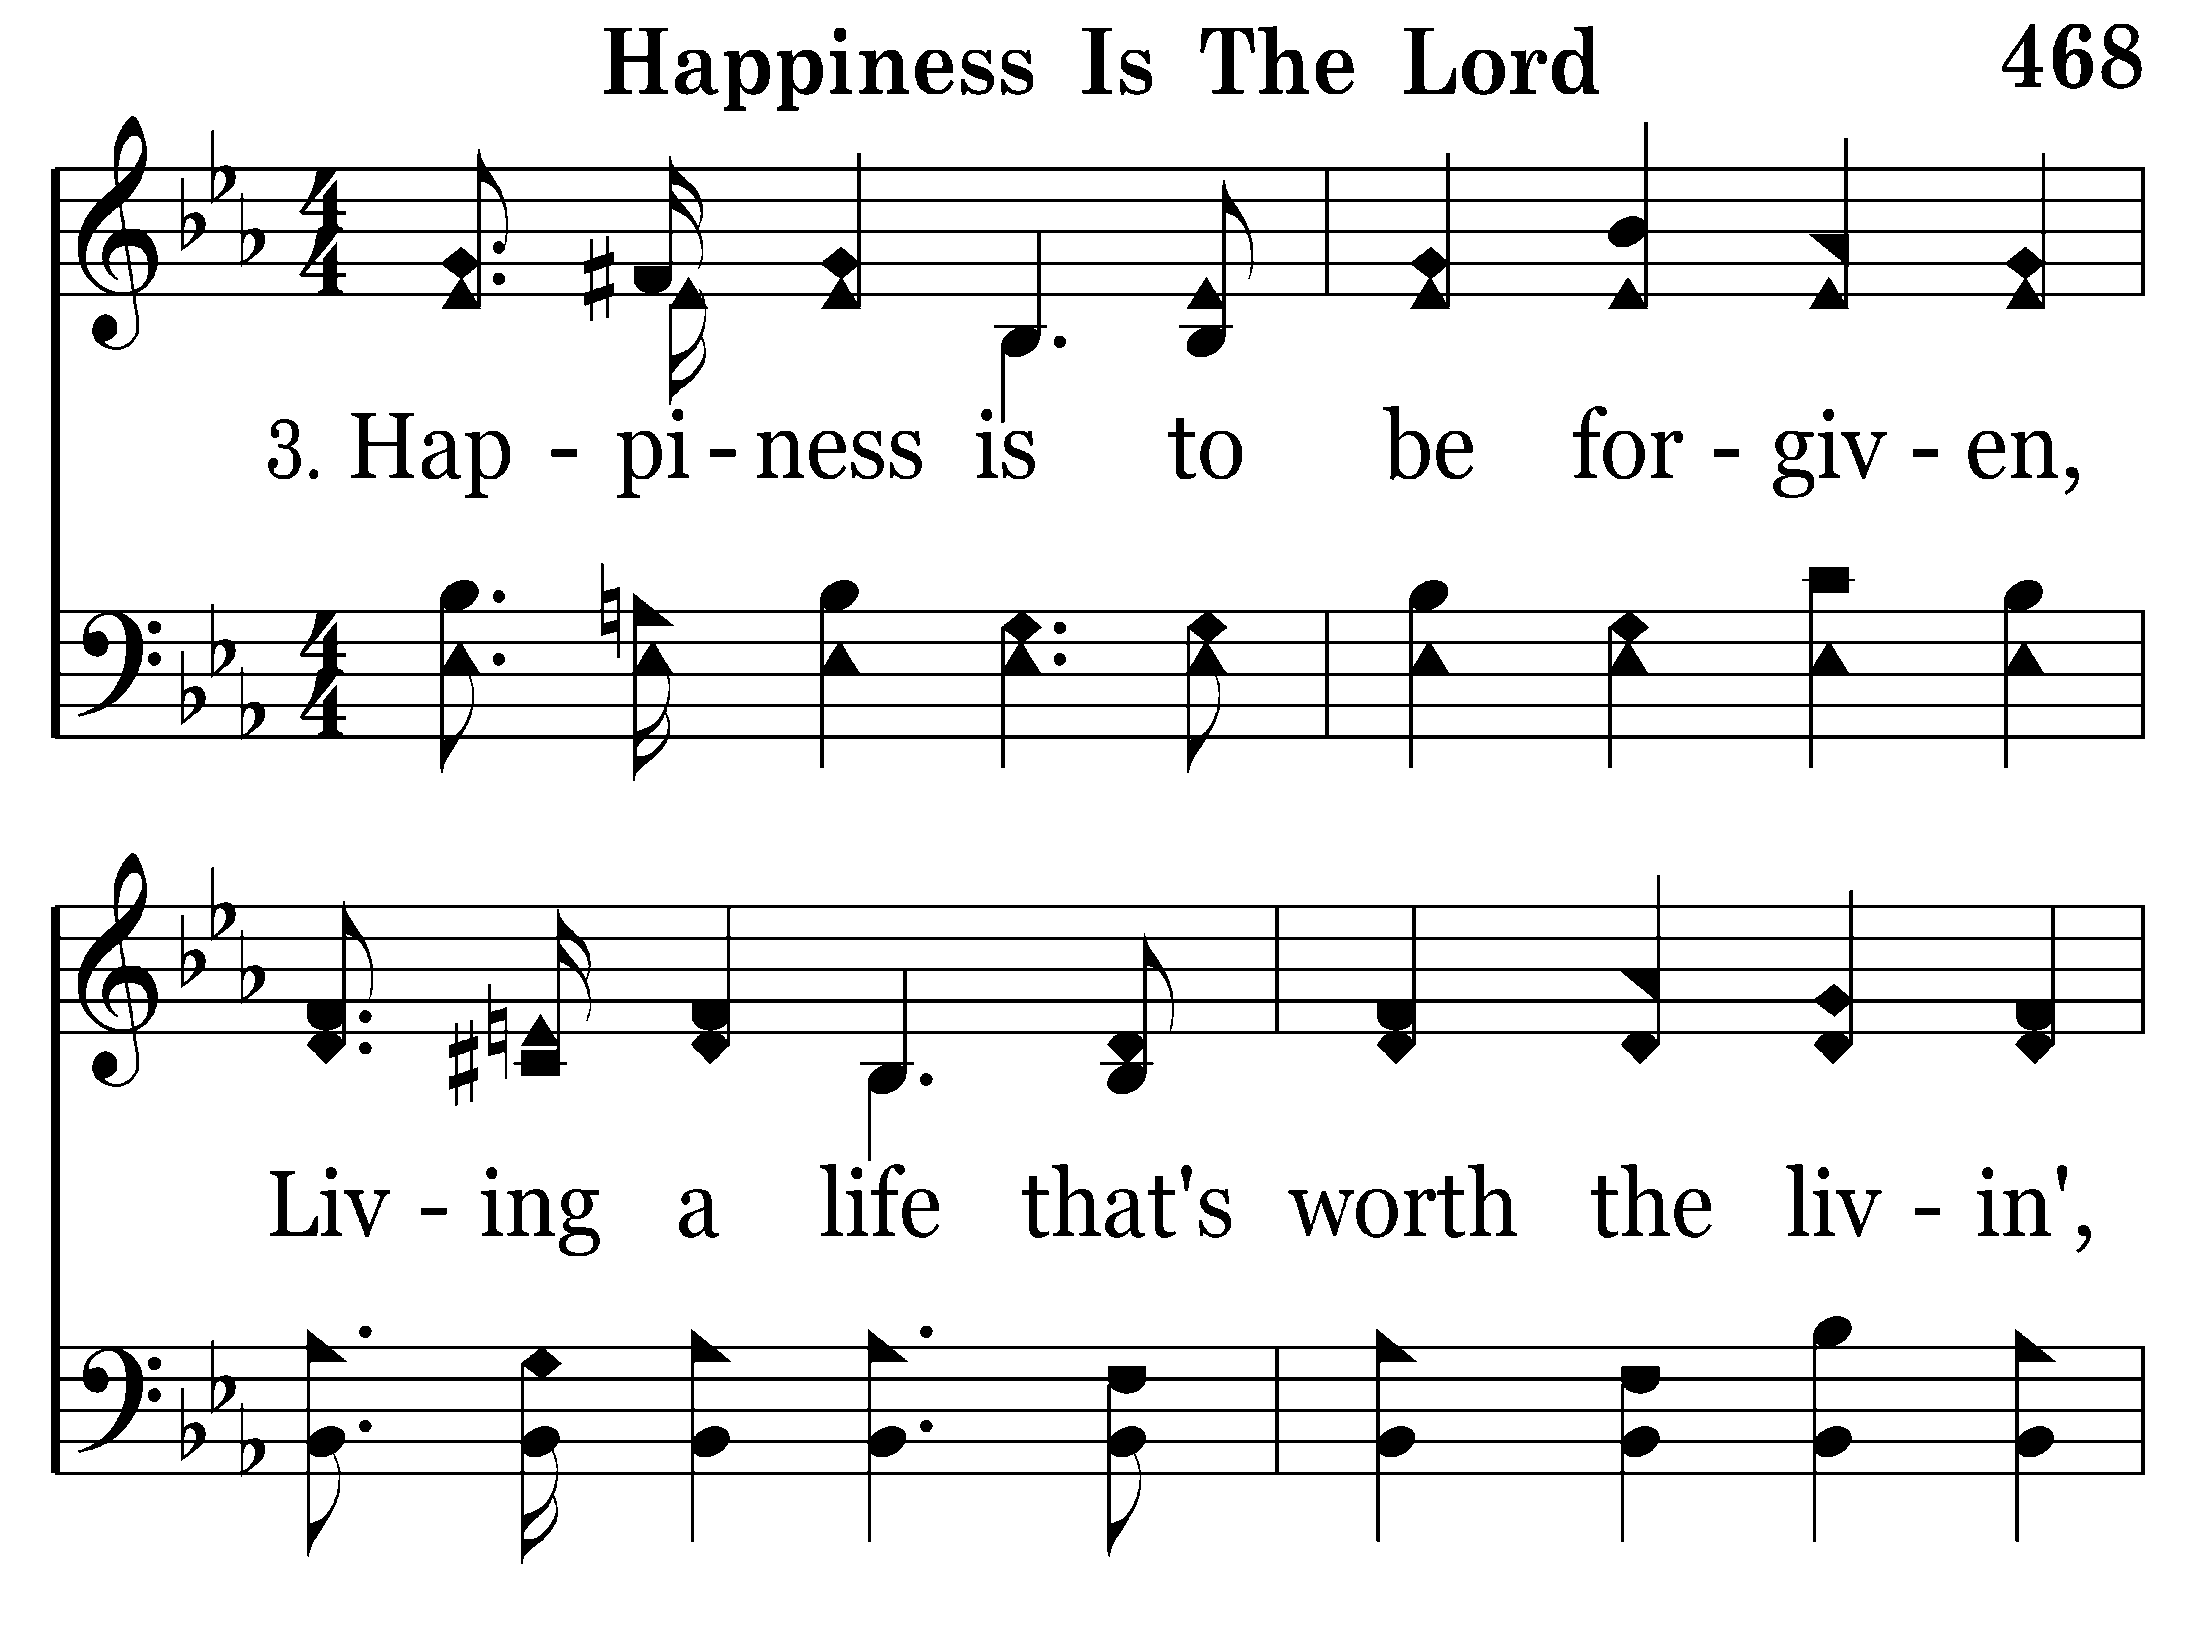 Happiness Is The Lord 468
3. Hap - pi - ness is to be for - giv - en,
Liv - ing a life that's worth the liv - in',